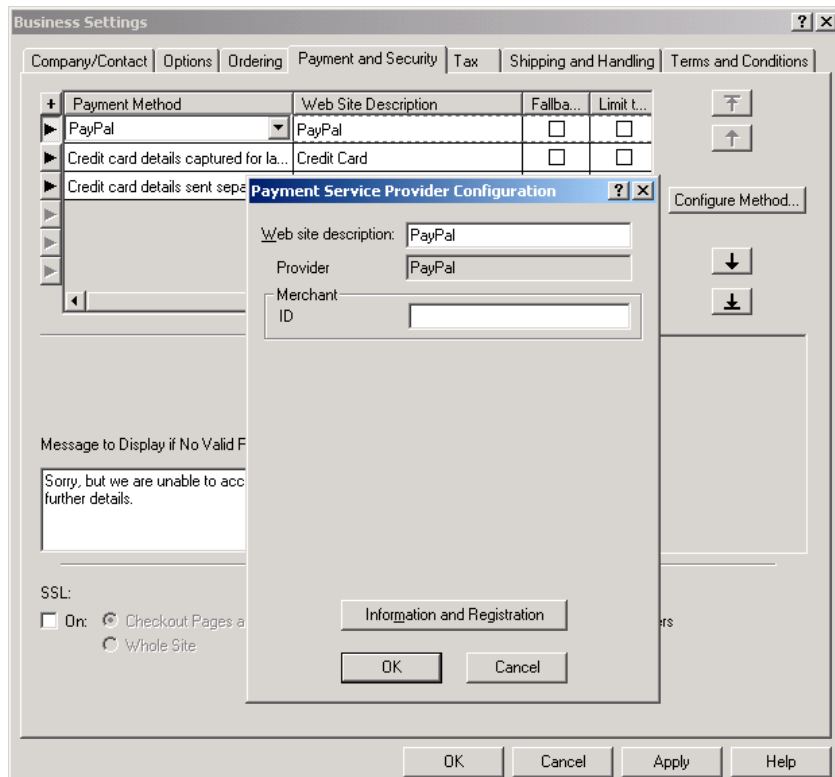 Business Settings
Company/Contact Options Ordering Payment and Security Tax Shipping and Handling Terms and Conditions
+ Payment Method Web Site Description Fallba... Limit t...
PayPal PayPal
Credit card details captured for la... Credit Card
Credit card details sent sepa
Configure Method...
Payment Service Provider Configuration
Web site description: PayPal
Provider PayPal
Merchant
ID
Message to Display if No Valid F
Sorry, but we are unable to acc
further details.
SSL:
On: Checkout Pages a
Whole Site
Information and Registration
OK Cancel
OK Cancel Apply Help